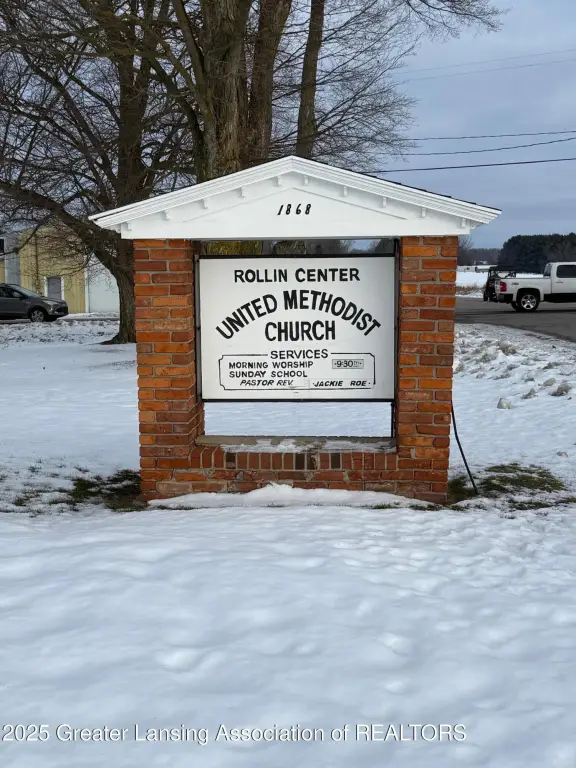 1868
ROLLIN CENTER
UNITED METHODIST
CHURCH
SERVICES
MORNING WORSHIP 9:30
SUNDAY SCHOOL
PASTOR REV. JACKIE ROE
2025 Greater Lansing Association of REALTORS